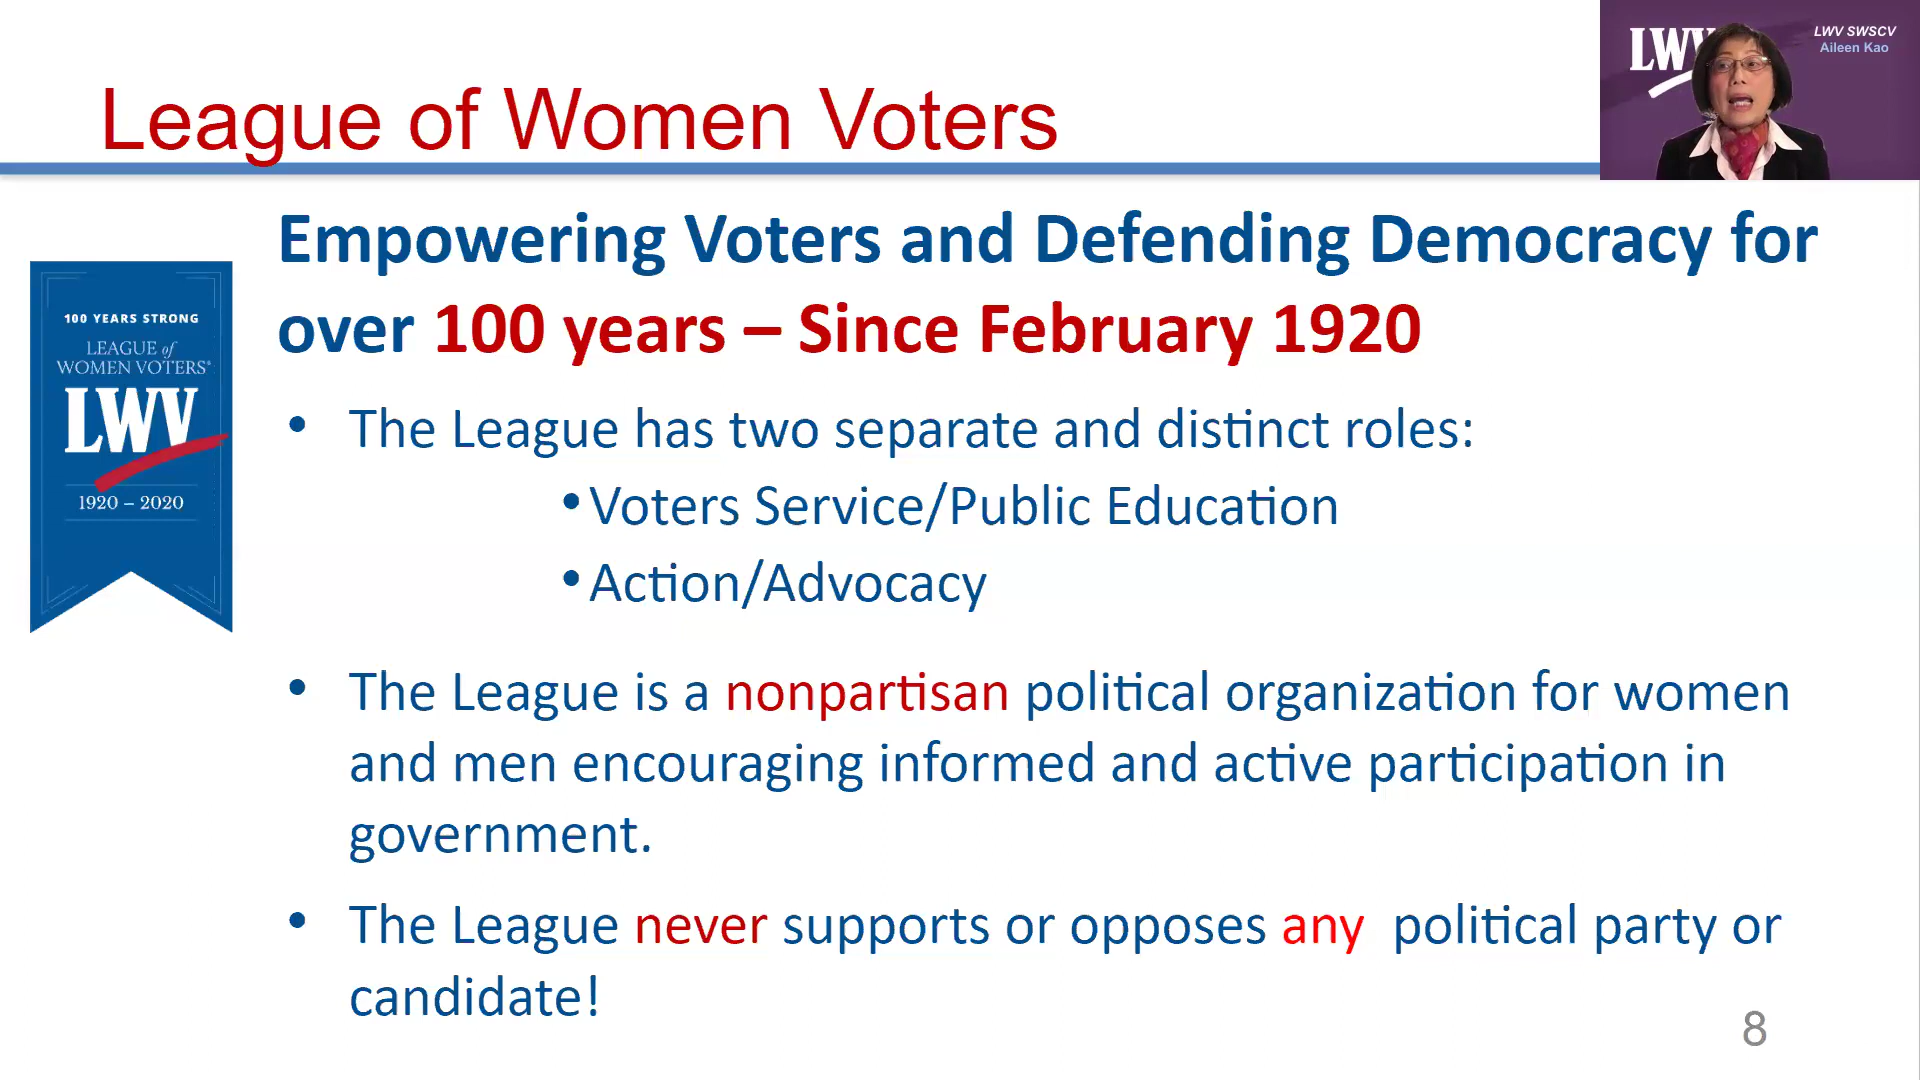 League of Women Voters
LWV
LWV SWSCV
Aileen Kao
Empowering Voters and Defending Democracy for
over 100 years – Since February 1920
100 YEARS STRONG
LEAGUE of
WOMEN VOTERS®
LWV
1920 – 2020
• The League has two separate and distinct roles:
• Voters Service/Public Education
• Action/Advocacy
• The League is a nonpartisan political organization for women
and men encouraging informed and active participation in
government.
• The League never supports or opposes any political party or
candidate!
8